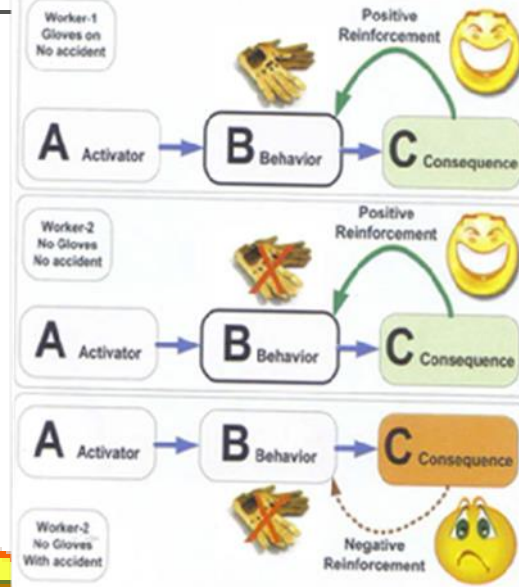 Worker-1
Gloves on
No accident
Positive
Reinforcement
A Activator
B Behavior
C Consequence
Worker-2
No Gloves
No accident
Positive
Reinforcement
A Activator
B Behavior
C Consequence
A Activator
B Behavior
C Consequence
Worker-2
No Gloves
With accident
Negative
Reinforcement